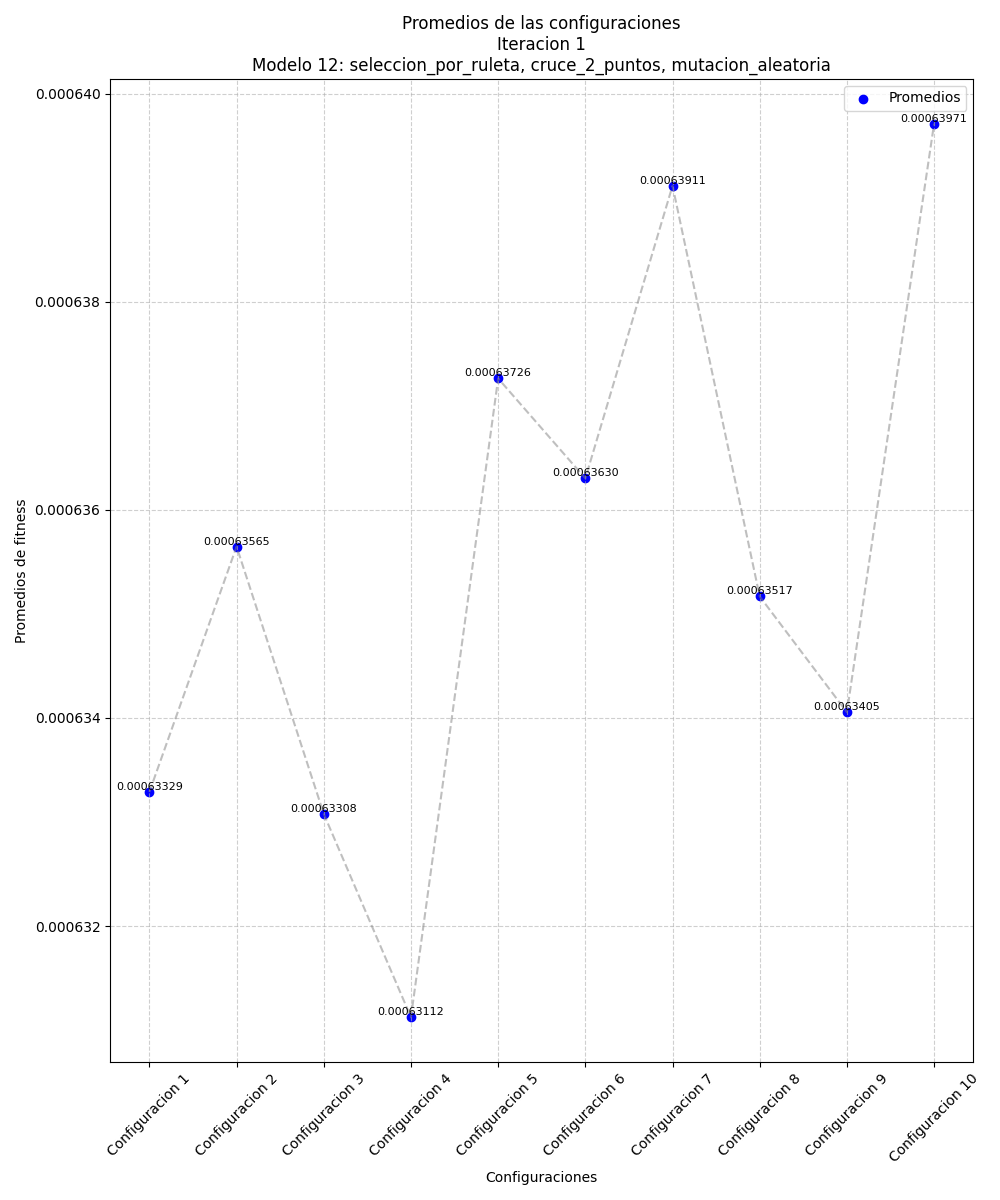 Promedios de las configuraciones
Iteracion 1
Modelo 12: seleccion_por_ruleta, cruce_2_puntos, mutacion_aleatoria
Promedios
0.000640
0.000638
0.000636
0.000634
0.000632
Promedios de fitness
0.00063329
0.00063565
0.00063308
0.00063112
0.00063726
0.00063630
0.00063911
0.00063517
0.00063405
0.00063971
Configuracion 1
Configuracion 2
Configuracion 3
Configuracion 4
Configuracion 5
Configuracion 6
Configuracion 7
Configuracion 8
Configuracion 9
Configuracion 10
Configuraciones